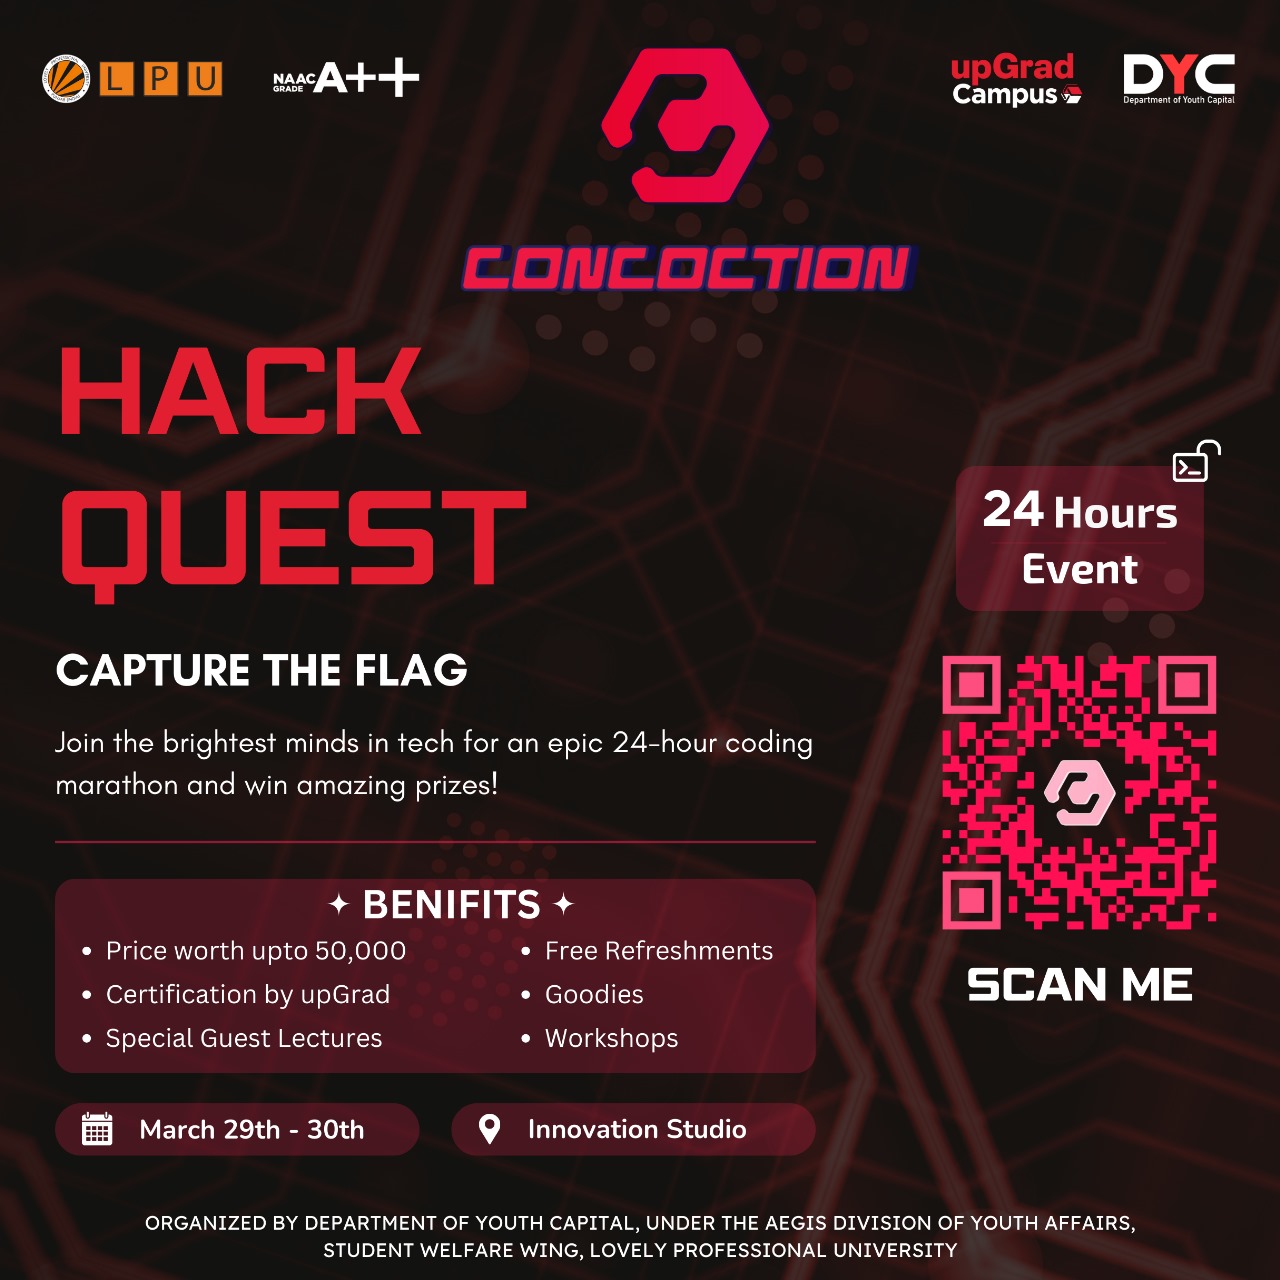 L P U
NAAC GRADE A++
upGrad Campus
DYC
Department of Youth Capital
CONCOCTION
HACK
QUEST
24 Hours
Event
CAPTURE THE FLAG
Join the brightest minds in tech for an epic 24-hour coding
marathon and win amazing prizes!
BENIFITS
Price worth upto 50,000
Certification by upGrad
Special Guest Lectures
Free Refreshments
Goodies
Workshops
SCAN ME
March 29th - 30th
Innovation Studio
ORGANIZED BY DEPARTMENT OF YOUTH CAPITAL, UNDER THE AEGIS DIVISION OF YOUTH AFFAIRS,
STUDENT WELFARE WING, LOVELY PROFESSIONAL UNIVERSITY